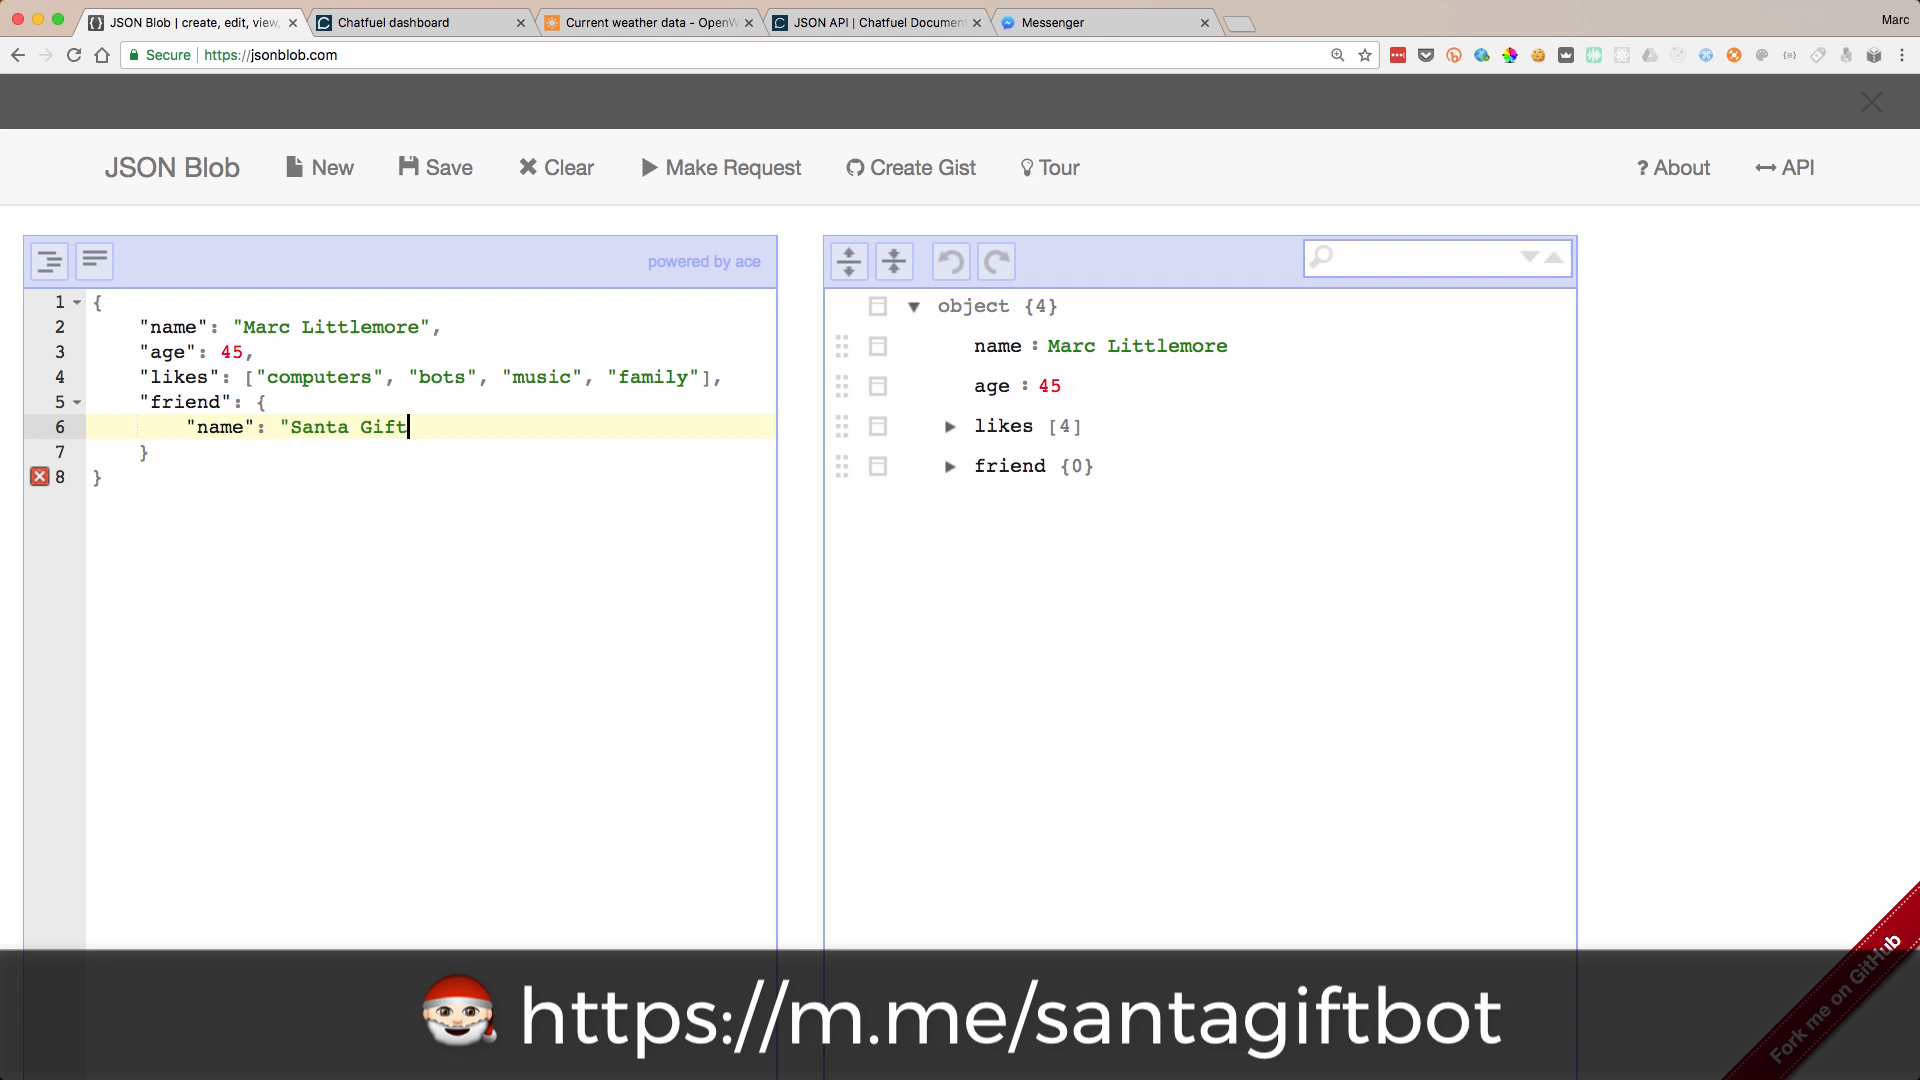 JSON Blob | create, edit, view,
Chatfuel dashboard
Current weather data - OpenW
JSON API | Chatfuel Documen
Messenger
Marc
Secure https://jsonblob.com
JSON Blob New Save Clear Make Request Create Gist Tour ? About API
powered by ace
1 {
2 "name": "Marc Littlemore",
3 "age": 45,
4 "likes": ["computers", "bots", "music", "family"],
5 "friend": {
6 "name": "Santa Gift
7 }
8 }
object {4}
name : Marc Littlemore
age : 45
likes [4]
friend {0}
Fork me on GitHub
https://m.me/santagiftbot